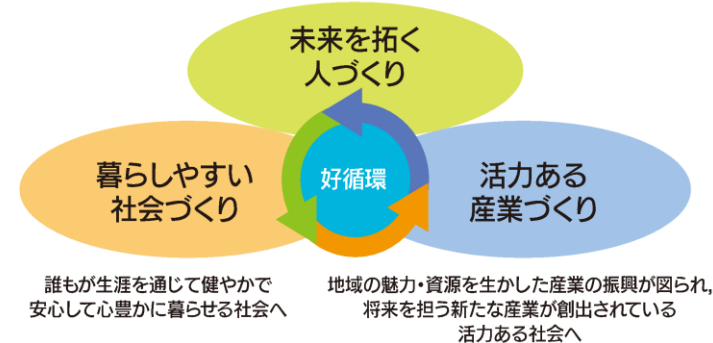 未来を拓く
人づくり
暮らしやすい
社会づくり
好循環
活力ある
産業づくり
誰もが生涯を通じて健やかで
安心して心豊かに暮らせる社会へ
地域の魅力・資源を生かした産業の振興が図られ,
将来を担う新たな産業が創出されている
活力ある社会へ